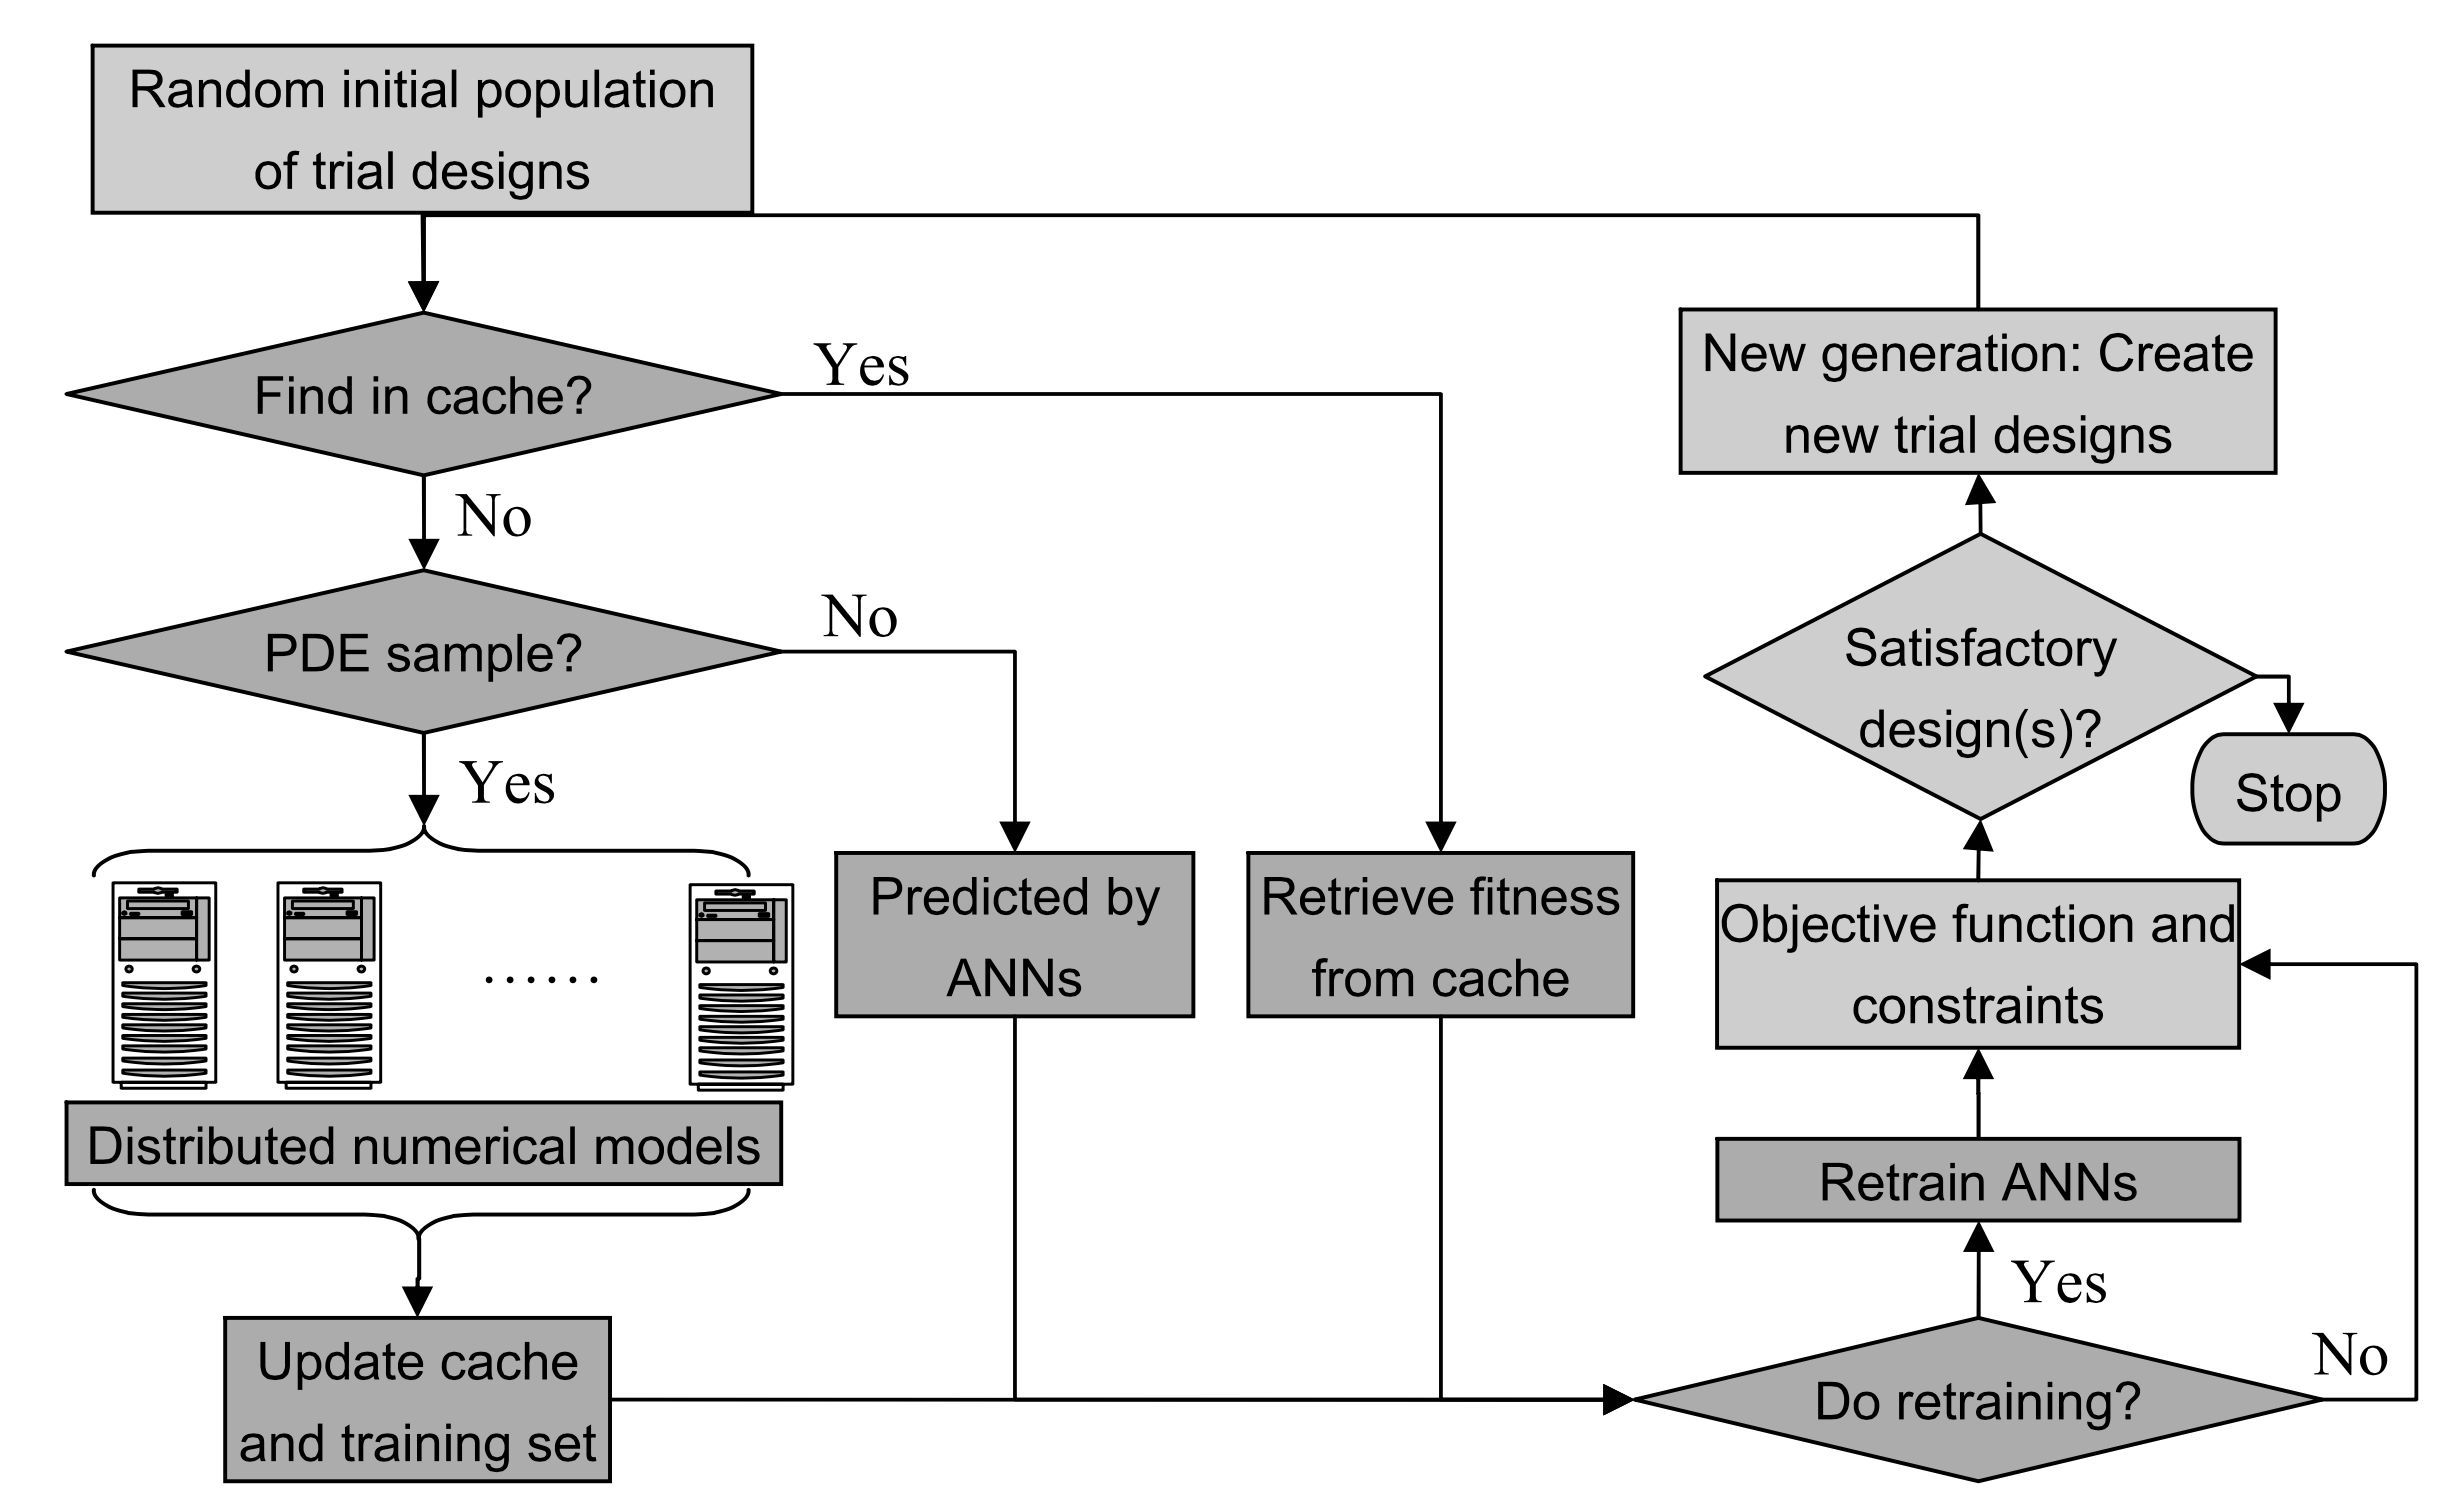 Random initial population
of trial designs
Find in cache?
Yes
No
PDE sample?
No
Yes
......
Distributed numerical models
Update cache
and training set
Predicted by
ANNs
Retrieve fitness
from cache
New generation: Create
new trial designs
Satisfactory
design(s)?
Stop
Objective function and
constraints
Retrain ANNs
Yes
No
Do retraining?